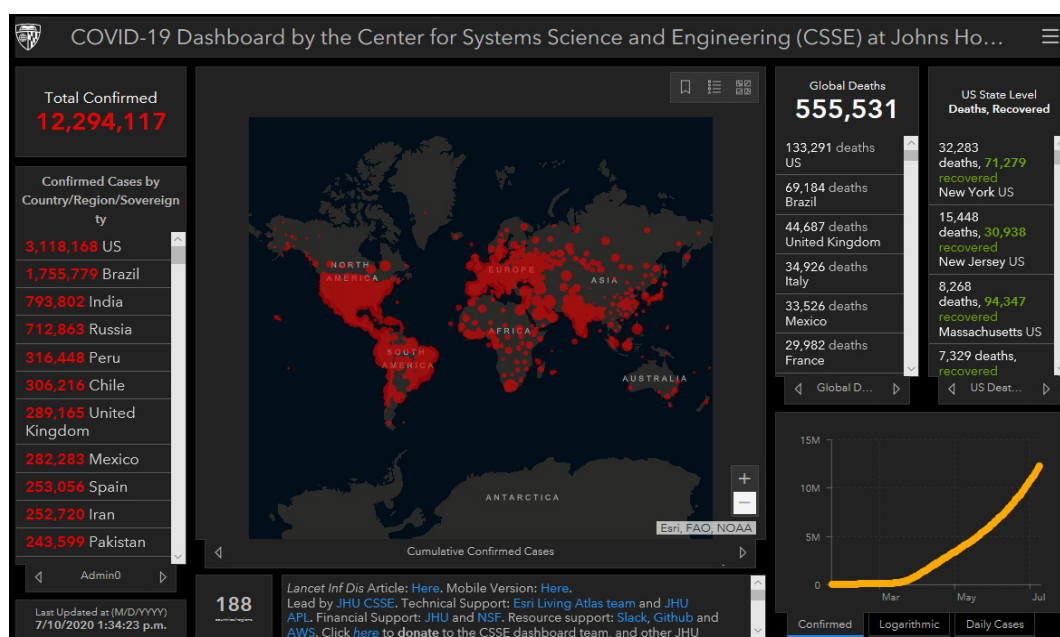 COVID-19 Dashboard by the Center for Systems Science and Engineering (CSSE) at Johns Ho...
Total Confirmed
12,294,117
Confirmed Cases by
Country/Region/Sovereign
ty
3,118,168 US
1,755,779 Brazil
793,802 India
712,863 Russia
316,448 Peru
306,216 Chile
289,165 United
Kingdom
282,283 Mexico
253,056 Spain
252,720 Iran
243,599 Pakistan
Admin0
Last Updated at (M/D/YYYY)
7/10/2020 1:34:23 p.m.
NORTH
AMERICA
EUROPE
ASIA
AFRICA
SOUTH
AMERICA
AUSTRALIA
ANTARCTICA
Esri, FAO, NOAA
Cumulative Confirmed Cases
188
countries/regions
Lancet Inf Dis Article: Here. Mobile Version: Here.
Lead by JHU CSSE. Technical Support: Esri Living Atlas team and JHU
APL. Financial Support: JHU and NSF. Resource support: Slack, Github and
AWS. Click here to donate to the CSSE dashboard team, and other JHU
Global Deaths
555,531
133,291 deaths
US
69,184 deaths
Brazil
44,687 deaths
United Kingdom
34,926 deaths
Italy
33,526 deaths
Mexico
29,982 deaths
France
Global D...
US State Level
Deaths, Recovered
32,283
deaths, 71,279
recovered
New York US
15,448
deaths, 30,938
recovered
New Jersey US
8,268
deaths, 94,347
recovered
Massachusetts US
7,329 deaths,
recovered
US Deat...
15M
10M
5M
0
Mar
May
Jul
Confirmed
Logarithmic
Daily Cases